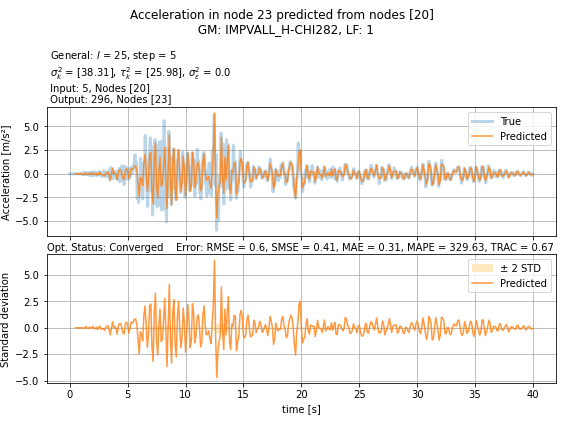 Acceleration in node 23 predicted from nodes [20]
GM: IMPVALL_H-CHI282, LF: 1
General: l = 25, step = 5
σ²ₖ = [38.31], τ²ₖ = [25.98], σ²ε = 0.0
Input: 5, Nodes [20]
Output: 296, Nodes [23]
Acceleration [m/s²]
5.0
2.5
0.0
−2.5
−5.0
True
Predicted
Opt. Status: Converged Error: RMSE = 0.6, SMSE = 0.41, MAE = 0.31, MAPE = 329.63, TRAC = 0.67
Standard deviation
5.0
2.5
0.0
−2.5
−5.0
± 2 STD
Predicted
0 5 10 15 20 25 30 35 40
time [s]